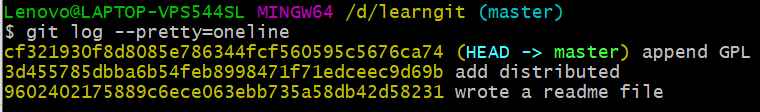 Lenovo@LAPTOP-VPS544SL MINGW64 /d/learngit (master)
$ git log --pretty=oneline
cf321930f8d8085e786344fcf560595c5676ca74 (HEAD -> master) append GPL
3d455785dbba6b54feb8998471f71edceec9d69b add distributed
9602402175889c6ece063ebb735a58db42d58231 wrote a readme file